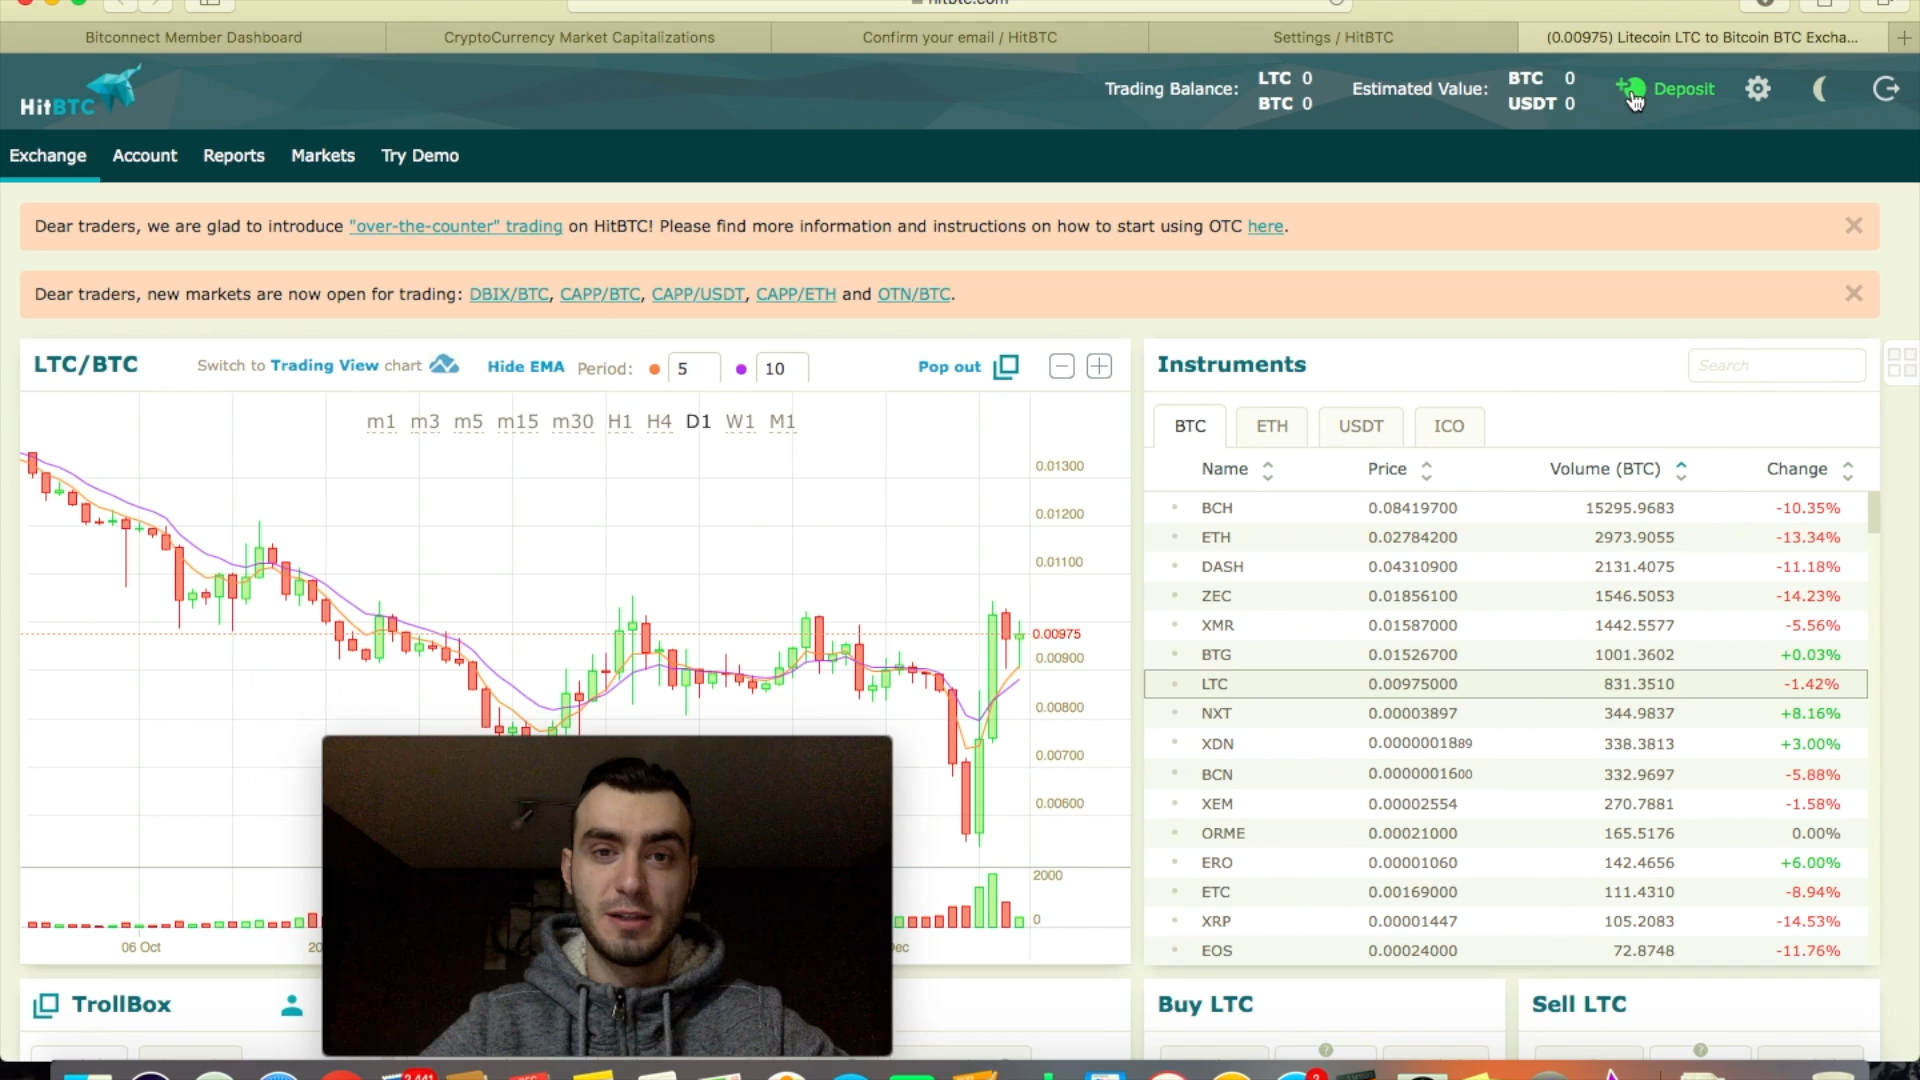 Bitconnect Member Dashboard
CryptoCurrency Market Capitalizations
Confirm your email / HitBTC
Settings / HitBTC
(0.00975) Litecoin LTC to Bitcoin BTC Excha...
HitBTC
Trading Balance:
LTC 0
BTC 0
Estimated Value:
BTC 0
USDT 0
Deposit
Exchange
Account
Reports
Markets
Try Demo
Dear traders, we are glad to introduce "over-the-counter" trading on HitBTC! Please find more information and instructions on how to start using OTC here.
Dear traders, new markets are now open for trading: DBIX/BTC, CAPP/BTC, CAPP/USDT, CAPP/ETH and OTN/BTC.
LTC/BTC
Switch to Trading View chart
Hide EMA
Period:
5
10
Pop out
m1 m3 m5 m15 m30 H1 H4 D1 W1 M1
0.01300
0.01200
0.01100
0.00975
0.00900
0.00800
0.00700
0.00600
2000
0
06 Oct
20
ec
Instruments
Search
BTC
ETH
USDT
ICO
Name Price Volume (BTC) Change
BCH 0.08419700 15295.9683 -10.35%
ETH 0.02784200 2973.9055 -13.34%
DASH 0.04310900 2131.4075 -11.18%
ZEC 0.01856100 1546.5053 -14.23%
XMR 0.01587000 1442.5577 -5.56%
BTG 0.01526700 1001.3602 +0.03%
LTC 0.00975000 831.3510 -1.42%
NXT 0.00003897 344.9837 +8.16%
XDN 0.0000001889 338.3813 +3.00%
BCN 0.0000001600 332.9697 -5.88%
XEM 0.00002554 270.7881 -1.58%
ORME 0.00021000 165.5176 0.00%
ERO 0.00001060 142.4656 +6.00%
ETC 0.00169000 111.4310 -8.94%
XRP 0.00001447 105.2083 -14.53%
EOS 0.00024000 72.8748 -11.76%
TrollBox
Buy LTC
Sell LTC
2,441
2